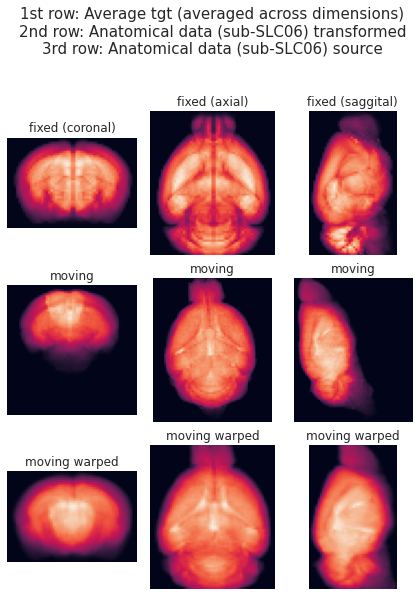 1st row: Average tgt (averaged across dimensions)
2nd row: Anatomical data (sub-SLC06) transformed
3rd row: Anatomical data (sub-SLC06) source
fixed (coronal)
fixed (axial)
fixed (saggital)
moving
moving
moving
moving warped
moving warped
moving warped